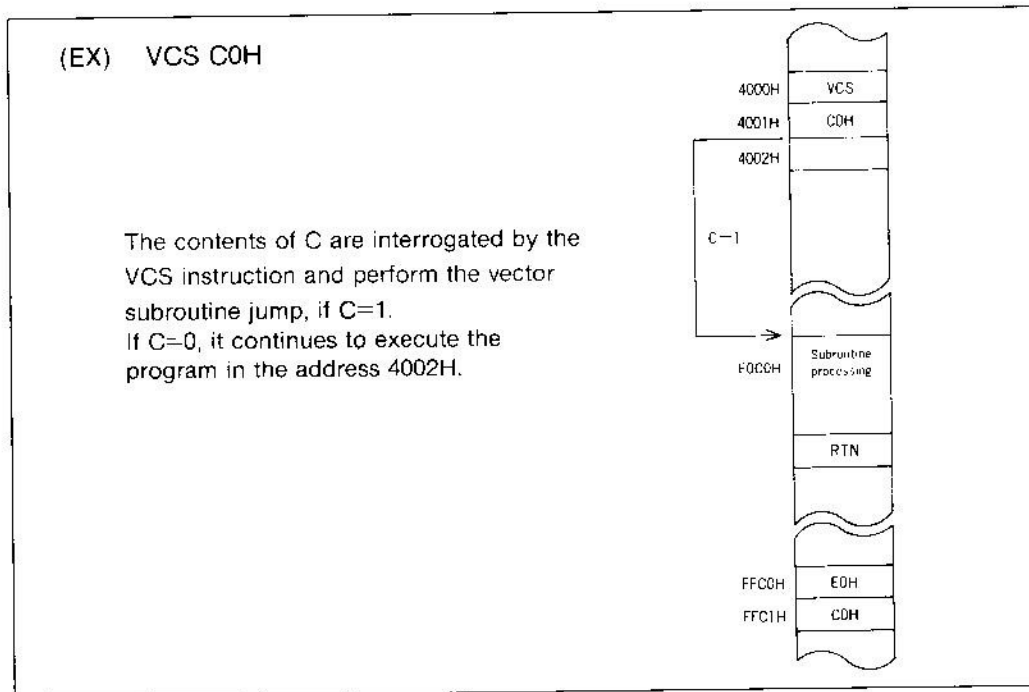 (EX) VCS C0H
4000H VCS
4001H C0H
4002H
C=1
The contents of C are interrogated by the
VCS instruction and perform the vector
subroutine jump, if C=1.
If C=0, it continues to execute the
program in the address 4002H.
Subroutine
processing
RTN
FFC0H E0H
FFC1H C0H